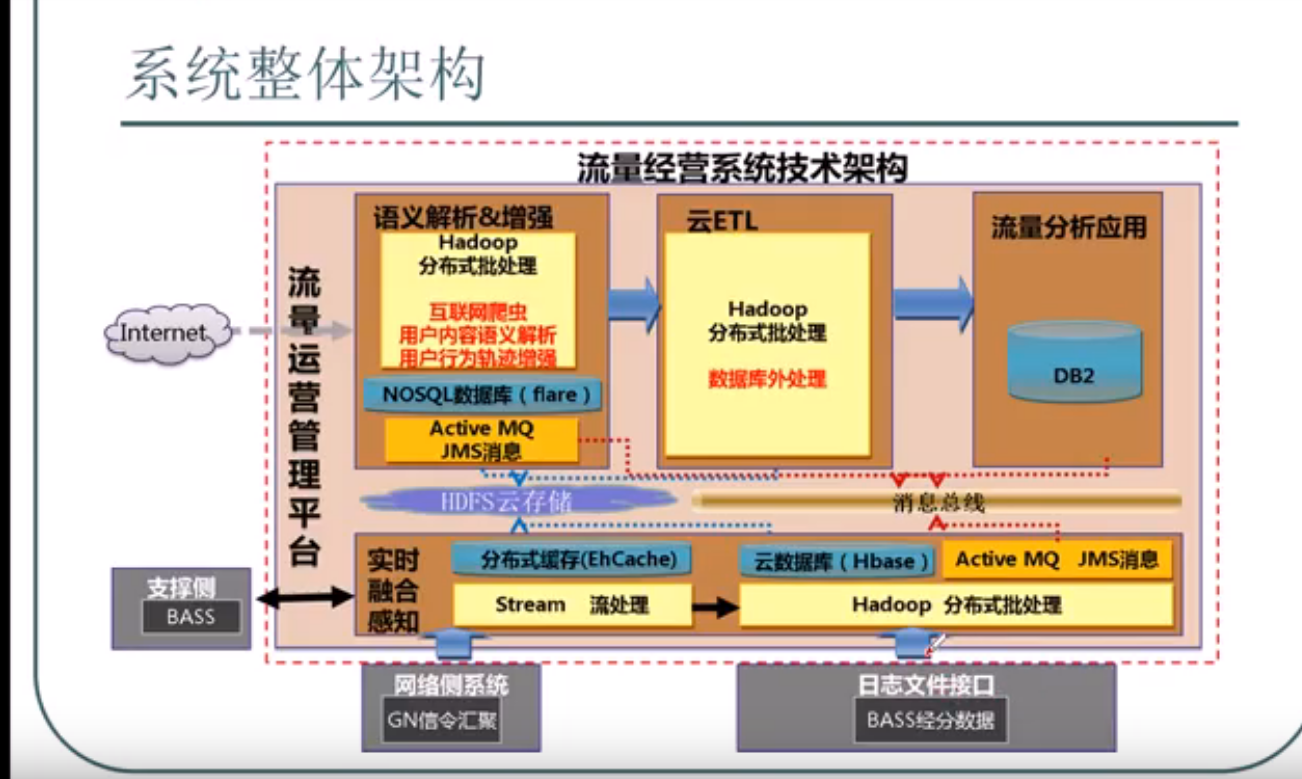 系统整体架构
流量经营系统技术架构
流量运营管理平台
语义解析&增强
Hadoop
分布式批处理
互联网爬虫
用户内容语义解析
用户行为轨迹增强
NOSQL数据库（flare）
Active MQ
JMS消息
云ETL
Hadoop
分布式批处理
数据库外处理
流量分析应用
DB2
Internet
HDFS云存储
消息总线
实时
融合
感知
分布式缓存(EhCache)
云数据库（Hbase）
Active MQ JMS消息
Stream 流处理
Hadoop 分布式批处理
支撑侧
BASS
网络侧系统
GN信令汇聚
日志文件接口
BASS经分数据